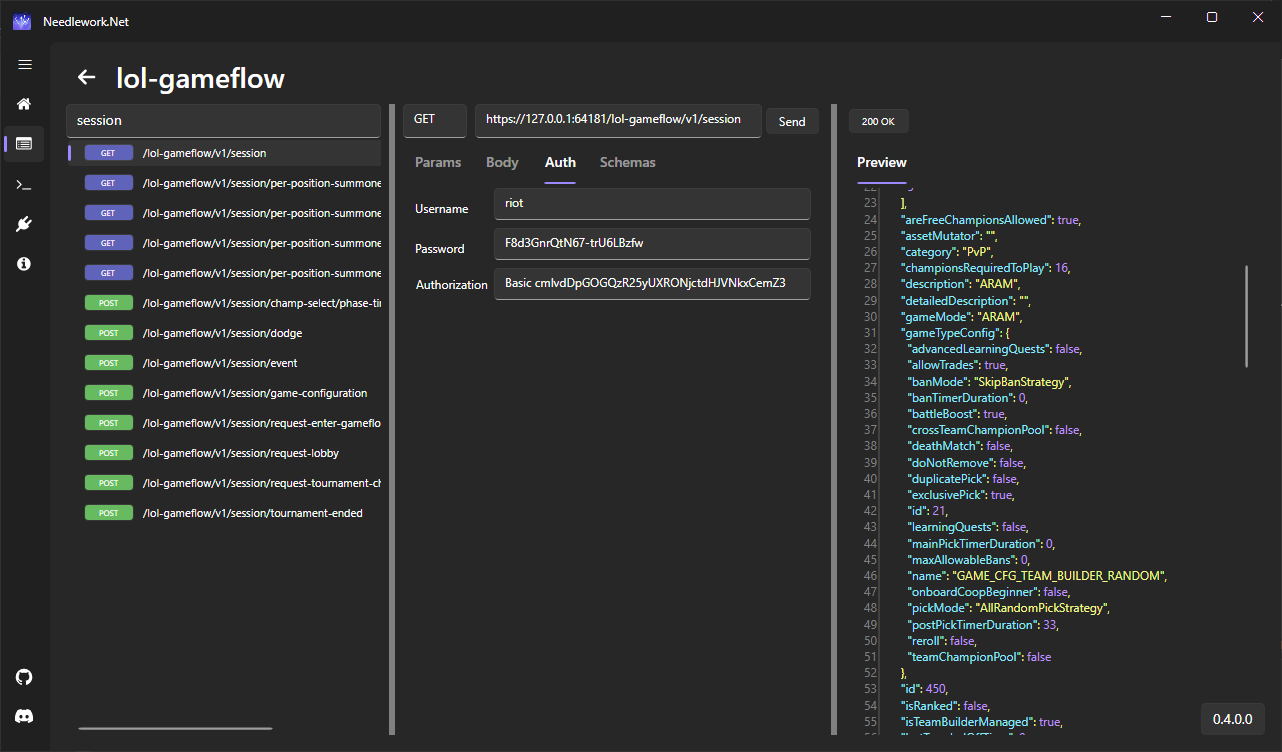 Needlework.Net
lol-gameflow
session
GET /lol-gameflow/v1/session
GET /lol-gameflow/v1/session/per-position-summone
GET /lol-gameflow/v1/session/per-position-summone
GET /lol-gameflow/v1/session/per-position-summone
GET /lol-gameflow/v1/session/per-position-summone
POST /lol-gameflow/v1/session/champ-select/phase-ti
POST /lol-gameflow/v1/session/dodge
POST /lol-gameflow/v1/session/event
POST /lol-gameflow/v1/session/game-configuration
POST /lol-gameflow/v1/session/request-enter-gameflo
POST /lol-gameflow/v1/session/request-lobby
POST /lol-gameflow/v1/session/request-tournament-ch
POST /lol-gameflow/v1/session/tournament-ended
GET https://127.0.0.1:64181/lol-gameflow/v1/session Send
Params Body Auth Schemas
Username riot
Password F8d3GnrQtN67-trU6LBzfw
Authorization Basic cmlvdDpGOGQzR25yUXRONjctdHJVNkxCemZ3
200 OK
Preview
23 ],
24 "areFreeChampionsAllowed": true,
25 "assetMutator": "",
26 "category": "PvP",
27 "championsRequiredToPlay": 16,
28 "description": "ARAM",
29 "detailedDescription": "",
30 "gameMode": "ARAM",
31 "gameTypeConfig": {
32 "advancedLearningQuests": false,
33 "allowTrades": true,
34 "banMode": "SkipBanStrategy",
35 "banTimerDuration": 0,
36 "battleBoost": true,
37 "crossTeamChampionPool": false,
38 "deathMatch": false,
39 "doNotRemove": false,
40 "duplicatePick": false,
41 "exclusivePick": true,
42 "id": 21,
43 "learningQuests": false,
44 "mainPickTimerDuration": 0,
45 "maxAllowableBans": 0,
46 "name": "GAME_CFG_TEAM_BUILDER_RANDOM",
47 "onboardCoopBeginner": false,
48 "pickMode": "AllRandomPickStrategy",
49 "postPickTimerDuration": 33,
50 "reroll": false,
51 "teamChampionPool": false
52 },
53 "id": 450,
54 "isRanked": false,
55 "isTeamBuilderManaged": true,
0.4.0.0